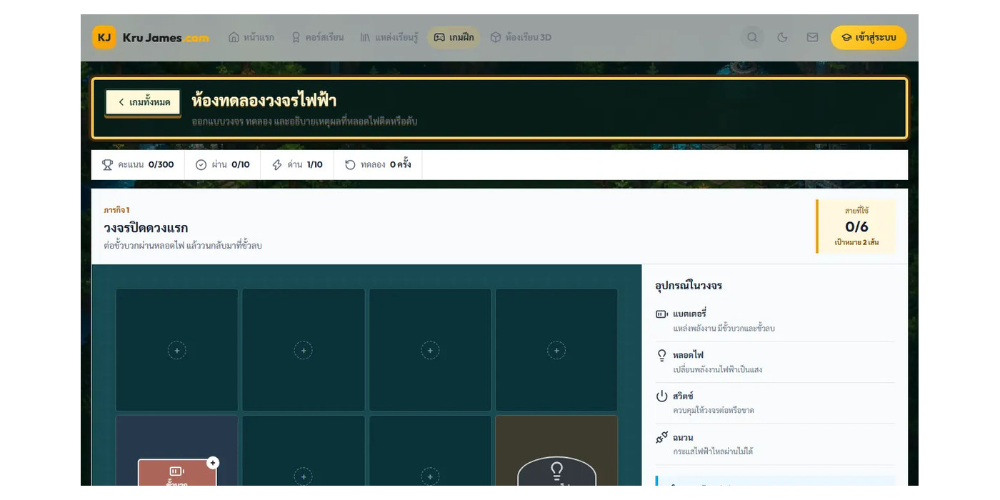 KJ Kru James.com หน้าแรก คอร์สเรียน แหล่งเรียนรู้ เกมฝึก ห้องเรียน 3D เข้าสู่ระบบ
เกมทั้งหมด
ห้องทดลองวงจรไฟฟ้า
ออกแบบวงจร ทดลอง และอธิบายเหตุผลที่หลอดไฟติดหรือดับ
คะแนน 0/300 ผ่าน 0/10 ด่าน 1/10 ทดลอง 0 ครั้ง
ภารกิจ 1
วงจรปิดดวงแรก
ต่อขั้วบวกผ่านหลอดไฟ แล้ววนกลับมาที่ขั้วลบ
สายที่ใช้
0/6
เป้าหมาย 2 เส้น
อุปกรณ์ในวงจร
แบตเตอรี่
แหล่งพลังงาน มีขั้วบวกและขั้วลบ
หลอดไฟ
เปลี่ยนพลังงานไฟฟ้าเป็นแสง
สวิตช์
ควบคุมให้วงจรต่อหรือขาด
ฉนวน
กระแสไฟฟ้าไหลผ่านไม่ได้